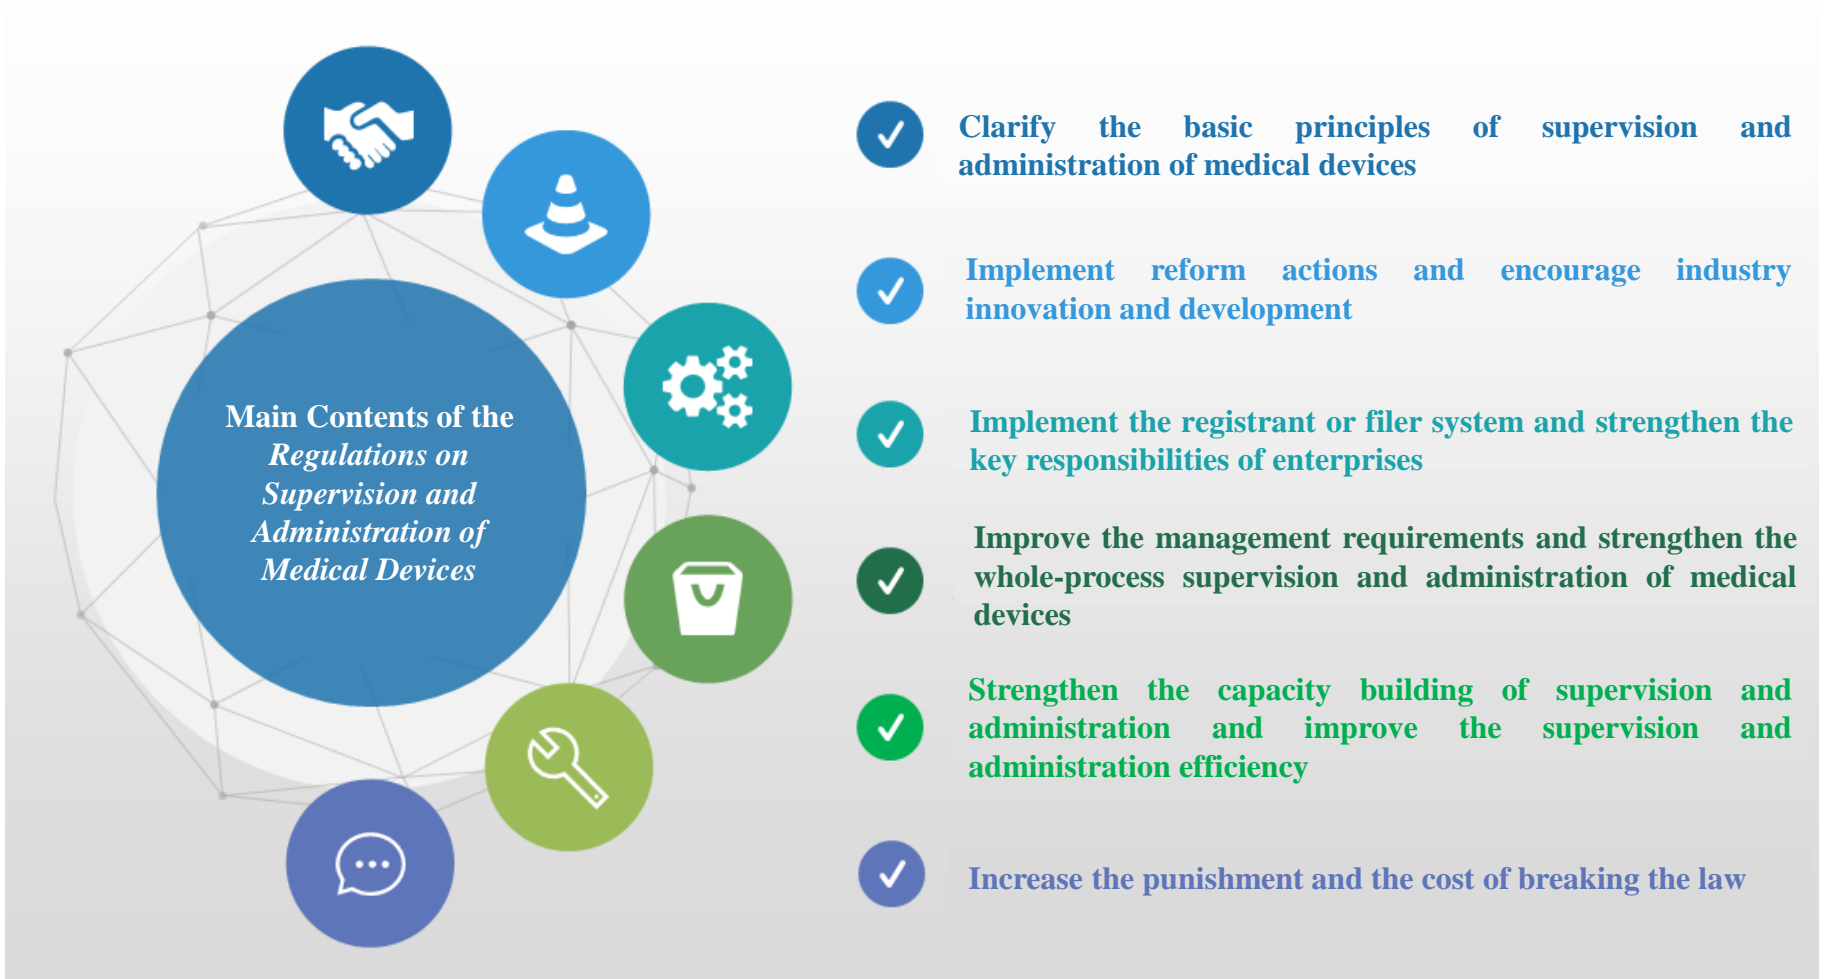 Main Contents of the
Regulations on
Supervision and
Administration of
Medical Devices
Clarify the basic principles of supervision and
administration of medical devices
Implement reform actions and encourage industry
innovation and development
Implement the registrant or filer system and strengthen the
key responsibilities of enterprises
Improve the management requirements and strengthen the
whole-process supervision and administration of medical
devices
Strengthen the capacity building of supervision and
administration and improve the supervision and
administration efficiency
Increase the punishment and the cost of breaking the law